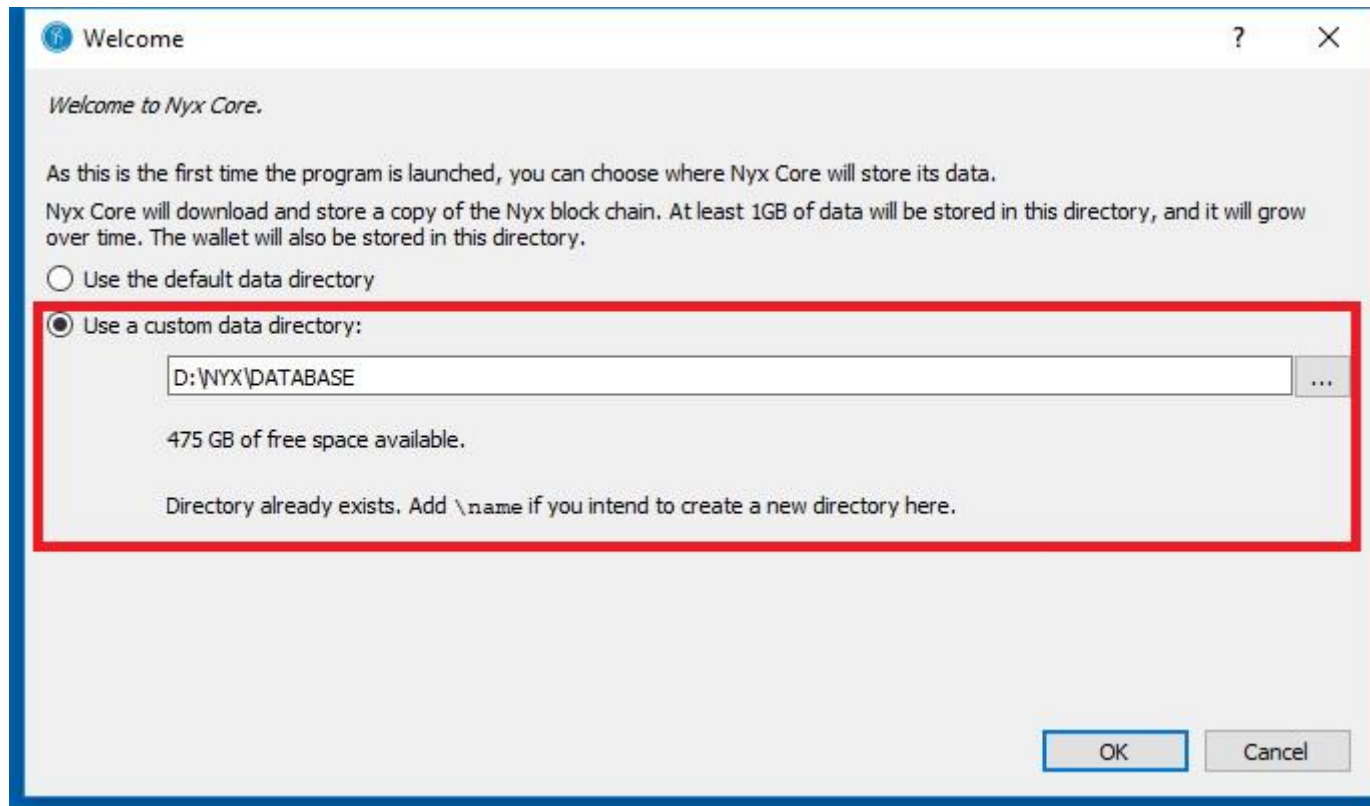 Welcome
?
Welcome to Nyx Core.
As this is the first time the program is launched, you can choose where Nyx Core will store its data.
Nyx Core will download and store a copy of the Nyx block chain. At least 1GB of data will be stored in this directory, and it will grow
over time. The wallet will also be stored in this directory.
Use the default data directory
Use a custom data directory:
D:\NYX\DATABASE
...
475 GB of free space available.
Directory already exists. Add \name if you intend to create a new directory here.
OK
Cancel